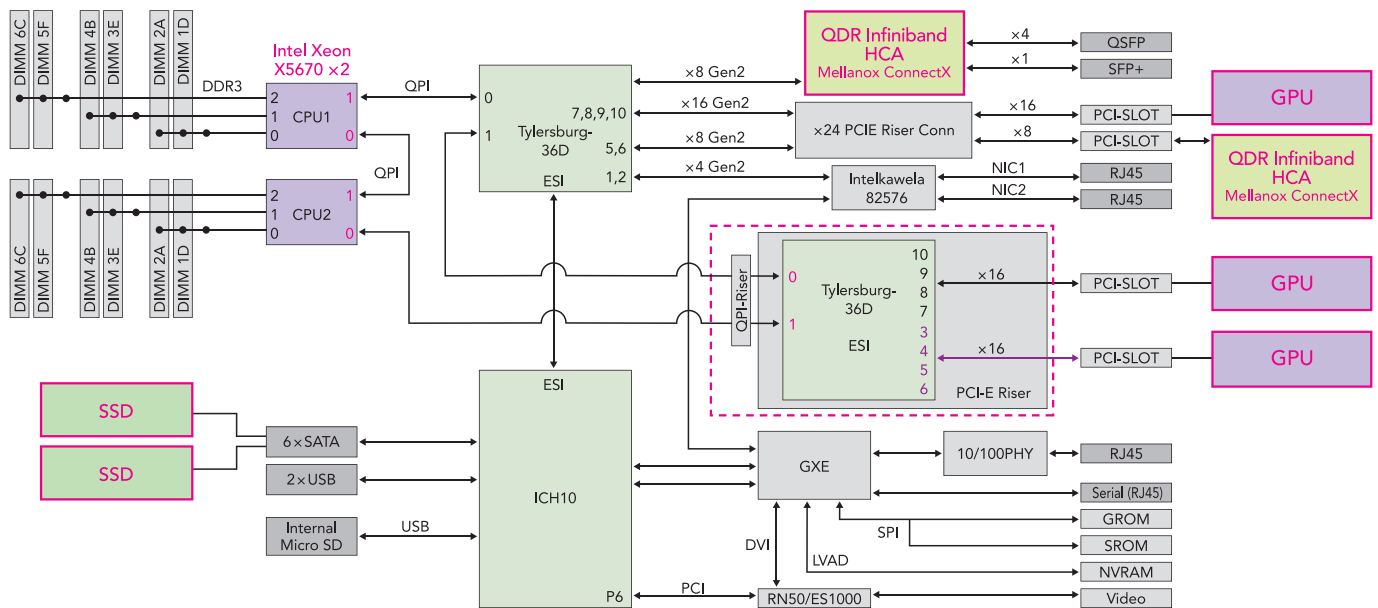 DIMM 6C
DIMM 5F
DIMM 4B
DIMM 3E
DIMM 2A
DIMM 1D
Intel Xeon
X5670 ×2
DDR3
2
1
0
CPU1
1
0
QPI
QPI
DIMM 6C
DIMM 5F
DIMM 4B
DIMM 3E
DIMM 2A
DIMM 1D
2
1
0
CPU2
1
0
0
1
Tylersburg-
36D
ESI
7,8,9,10
5,6
1,2
×8 Gen2
×16 Gen2
×8 Gen2
×4 Gen2
QDR Infiniband
HCA
Mellanox ConnectX
×4
×1
QSFP
SFP+
×24 PCIE Riser Conn
×16
×8
PCI-SLOT
PCI-SLOT
GPU
QDR Infiniband
HCA
Mellanox ConnectX
Intelkawela
82576
NIC1
NIC2
RJ45
RJ45
QPI-Riser
0
1
Tylersburg-
36D
ESI
10
9
8
7
3
4
5
6
PCI-E Riser
×16
×16
PCI-SLOT
PCI-SLOT
GPU
GPU
SSD
SSD
6×SATA
2×USB
Internal
Micro SD
USB
ESI
ICH10
P6
PCI
GXE
10/100PHY
RJ45
Serial (RJ45)
GROM
SPI
SROM
DVI
LVAD
NVRAM
RN50/ES1000
Video